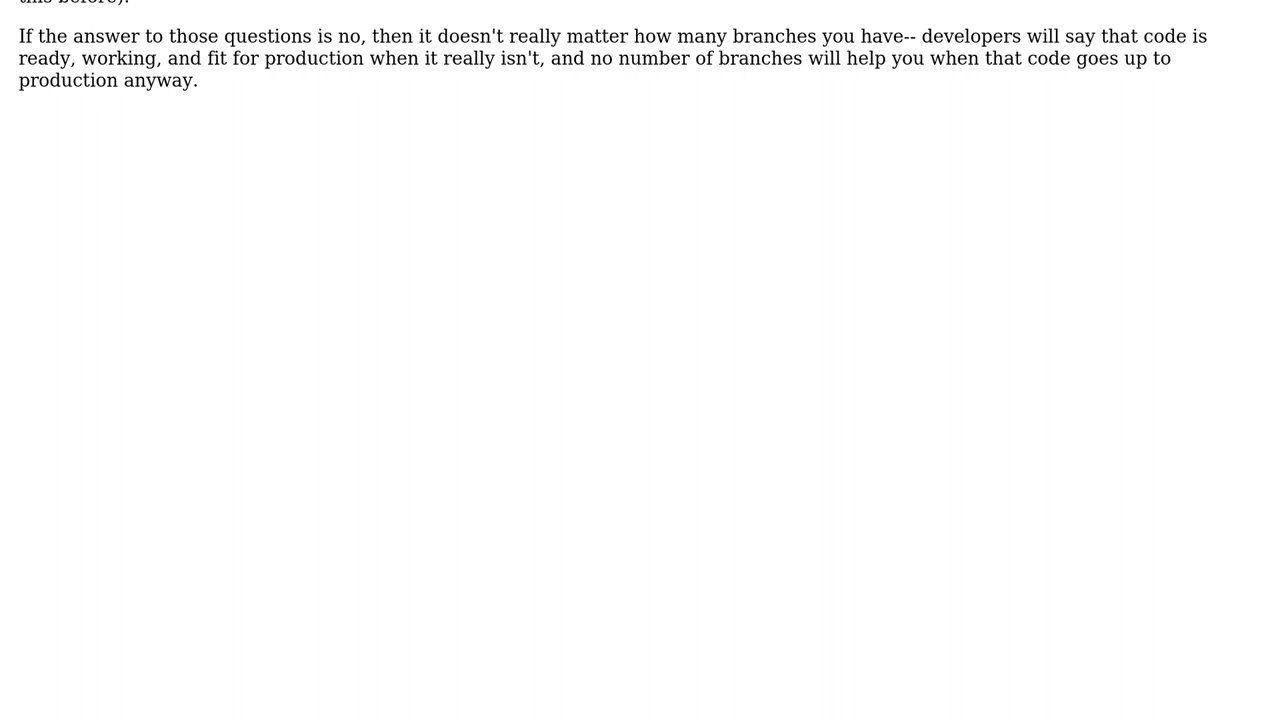 this before).
If the answer to those questions is no, then it doesn't really matter how many branches you have-- developers will say that code is
ready, working, and fit for production when it really isn't, and no number of branches will help you when that code goes up to
production anyway.